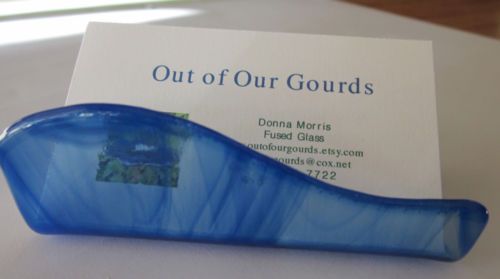 Out of Our Gourds
Donna Morris
Fused Glass
outofourgourds.etsy.com
gourds@cox.net
7722